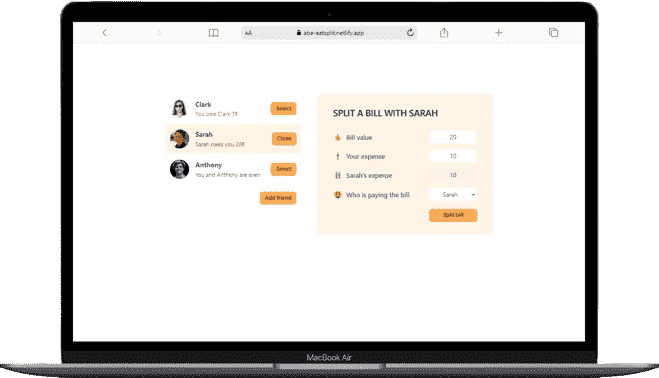 AA abe-eatsplit.netlify.app
Clark
You owe Clark 7€
Select
Sarah
Sarah owes you 20€
Close
Anthony
You and Anthony are even
Select
Add friend
SPLIT A BILL WITH SARAH
Bill value 20
Your expense 10
Sarah's expense 10
Who is paying the bill Sarah
Split bill
MacBook Air